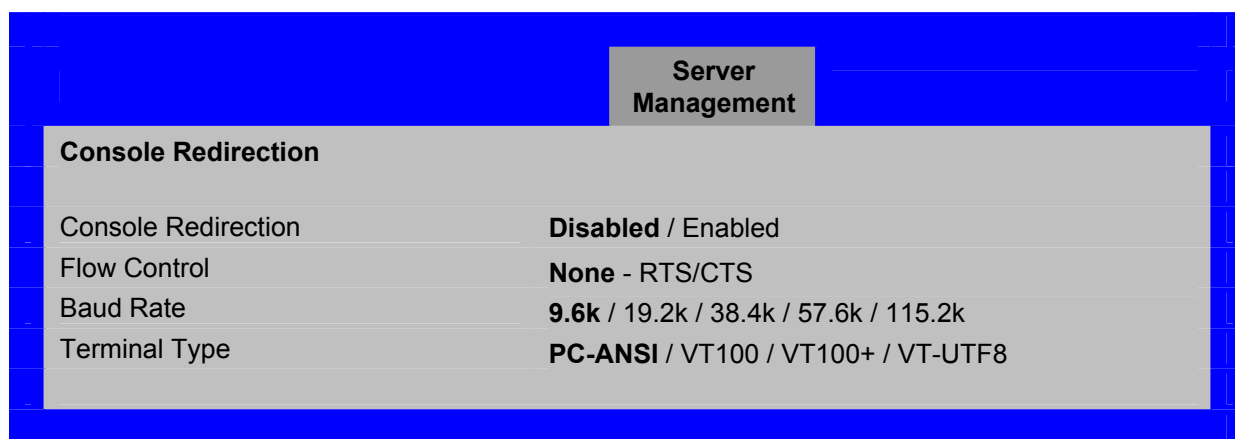 Server
Management
Console Redirection
Console Redirection Disabled / Enabled
Flow Control None - RTS/CTS
Baud Rate 9.6k / 19.2k / 38.4k / 57.6k / 115.2k
Terminal Type PC-ANSI / VT100 / VT100+ / VT-UTF8